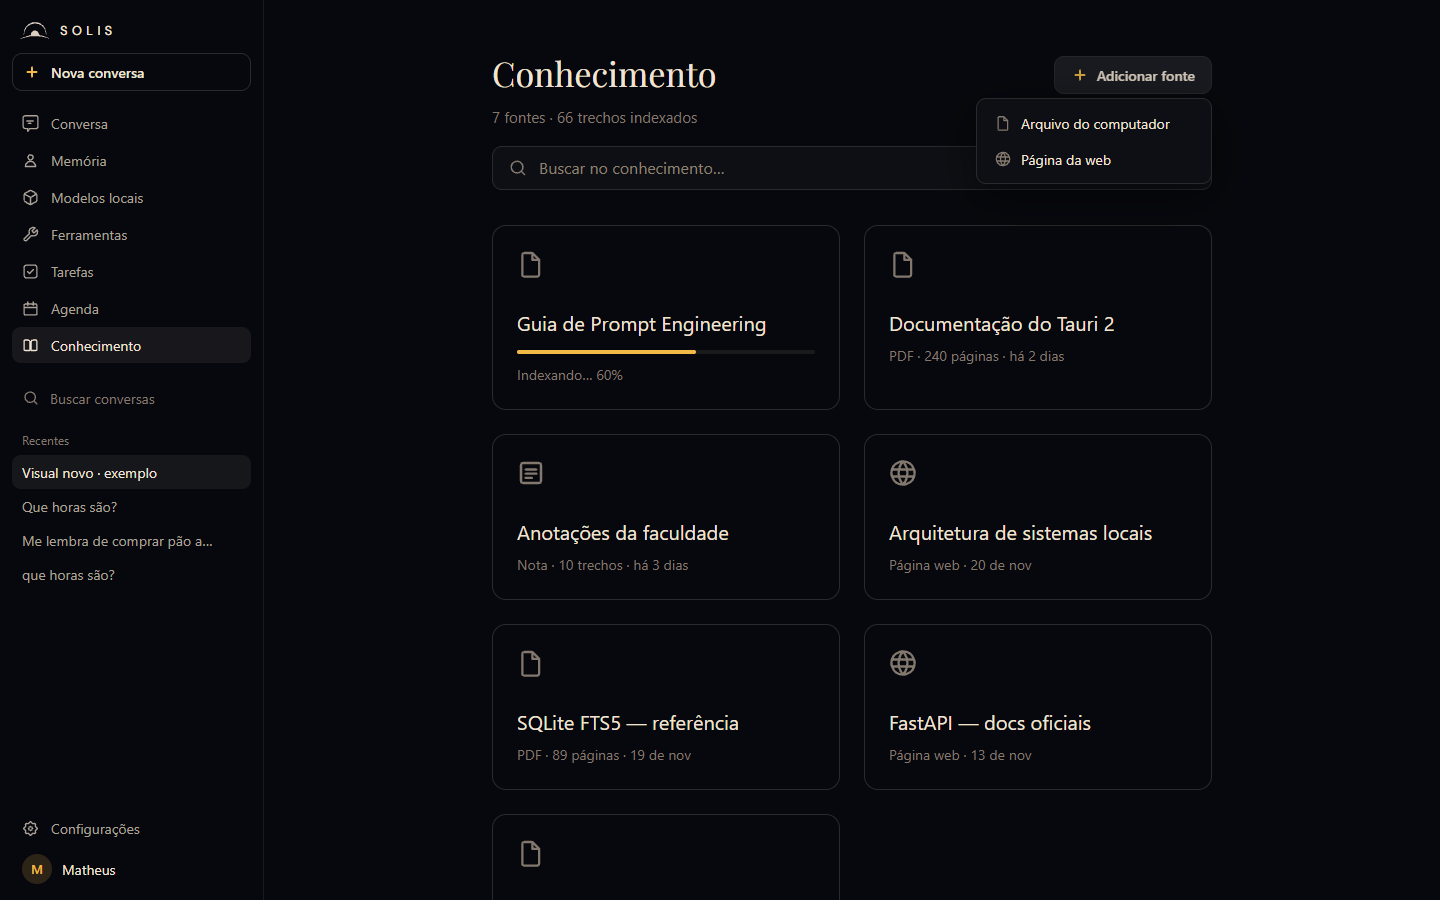 SOLIS
Nova conversa
Conversa
Memória
Modelos locais
Ferramentas
Tarefas
Agenda
Conhecimento
Buscar conversas
Recentes
Visual novo · exemplo
Que horas são?
Me lembra de comprar pão a...
que horas são?
Configurações
M
Matheus
Conhecimento
7 fontes · 66 trechos indexados
Adicionar fonte
Arquivo do computador
Página da web
Buscar no conhecimento...
Guia de Prompt Engineering
Indexando... 60%
Documentação do Tauri 2
PDF · 240 páginas · há 2 dias
Anotações da faculdade
Nota · 10 trechos · há 3 dias
Arquitetura de sistemas locais
Página web · 20 de nov
SQLite FTS5 — referência
PDF · 89 páginas · 19 de nov
FastAPI — docs oficiais
Página web · 13 de nov